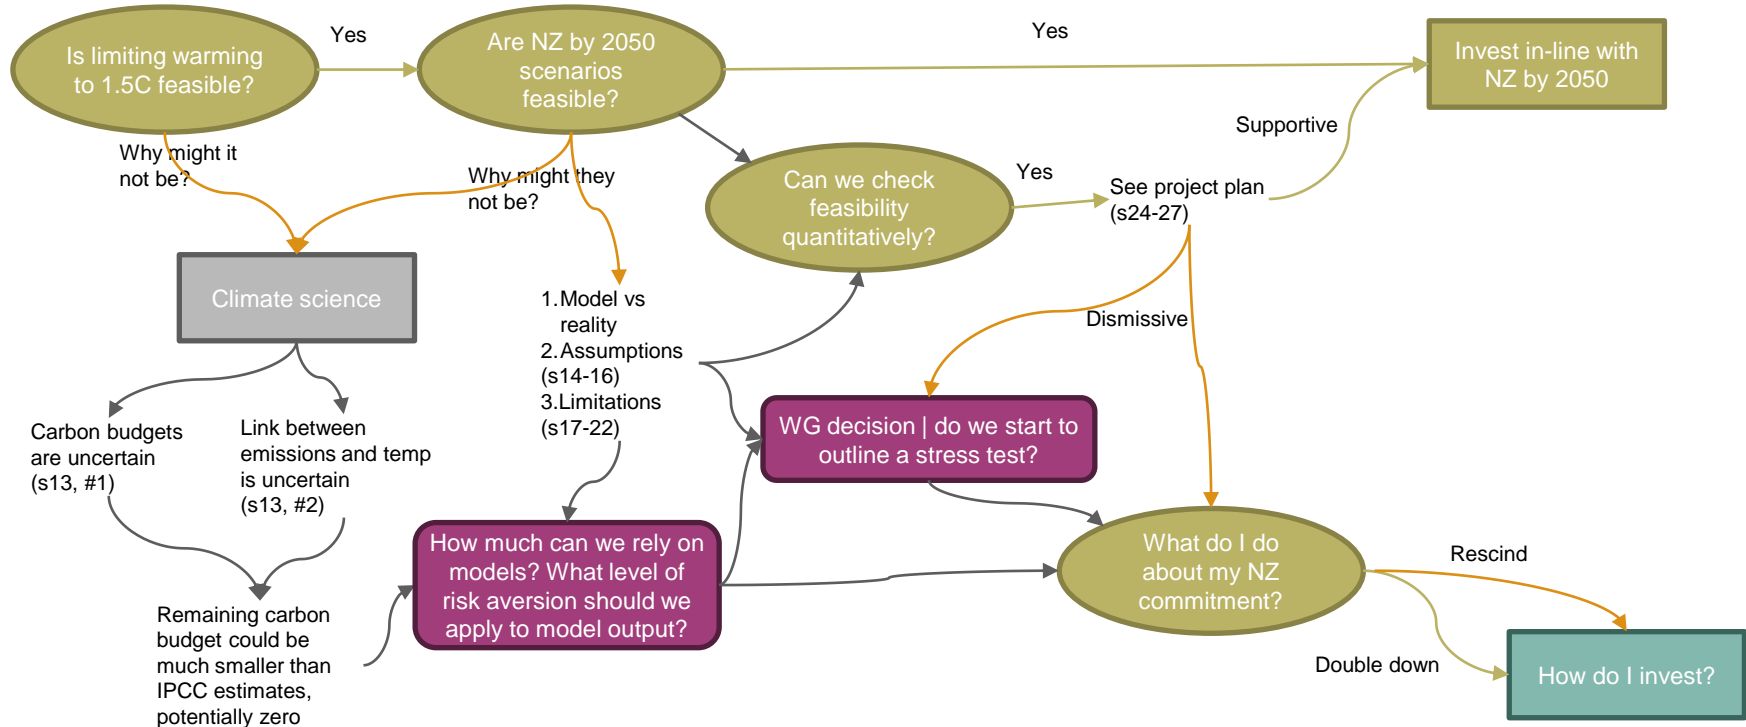 Is limiting warming
to 1.5C feasible?
Yes
Are NZ by 2050
scenarios
feasible?
Yes
Invest in-line with
NZ by 2050
Why might it
not be?
Why might they
not be?
Can we check
feasibility
quantitatively?
Yes
See project plan
(s24-27)
Supportive
Climate science
1.Model vs
reality
2.Assumptions
(s14-16)
3.Limitations
(s17-22)
Dismissive
Carbon budgets
are uncertain
(s13, #1)
Link between
emissions and temp
is uncertain
(s13, #2)
WG decision | do we start to
outline a stress test?
How much can we rely on
models? What level of
risk aversion should we
apply to model output?
What do I do
about my NZ
commitment?
Rescind
Remaining carbon
budget could be
much smaller than
IPCC estimates,
potentially zero
Double down
How do I invest?